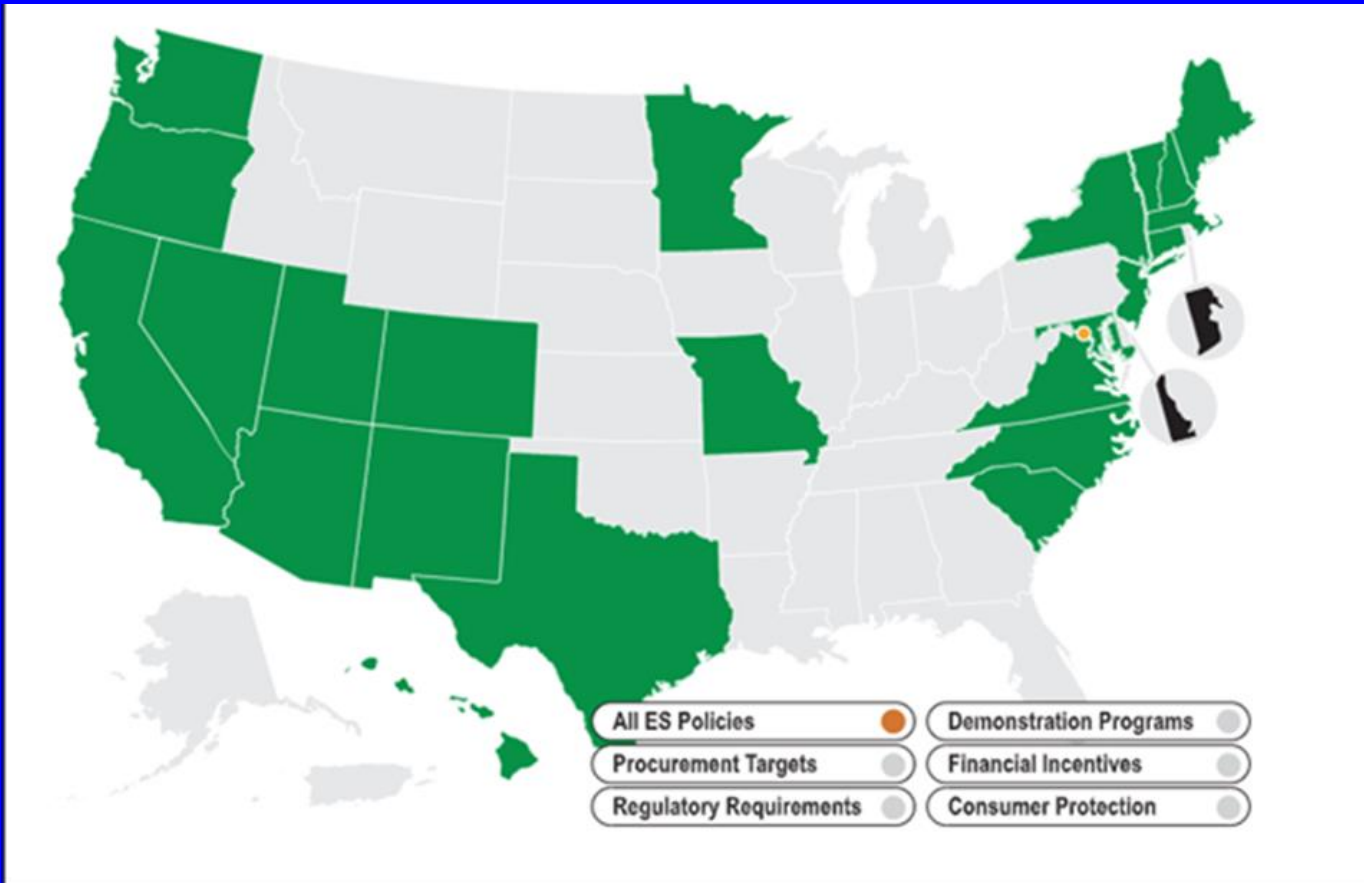 All ES Policies
Demonstration Programs
Procurement Targets
Financial Incentives
Regulatory Requirements
Consumer Protection